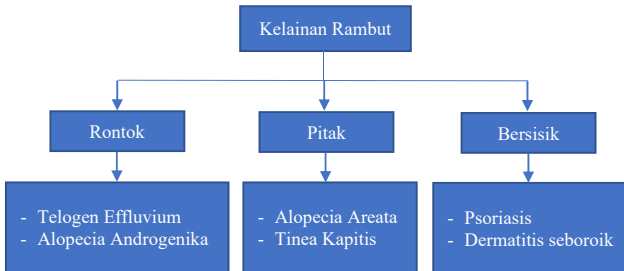 Kelainan Rambut
Rontok
Pitak
Bersisik
- Telogen Effluvium
- Alopecia Androgenika
- Alopecia Areata
- Tinea Kapitis
- Psoriasis
- Dermatitis seboroik